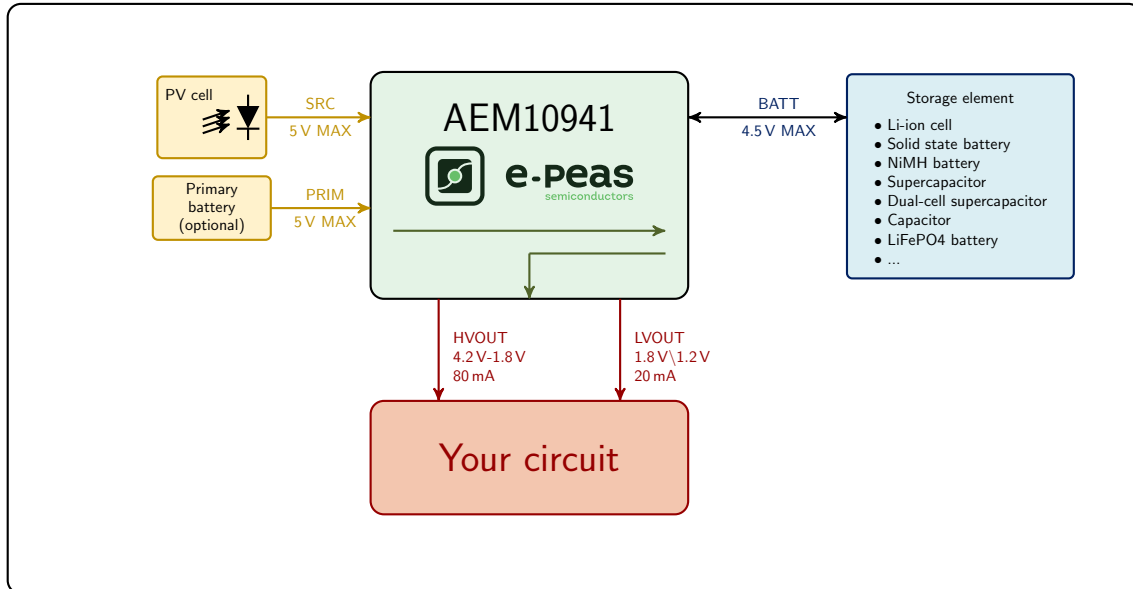 PV cell
SRC
5 V MAX
Primary
battery
(optional)
PRIM
5 V MAX
AEM10941
e-peas
semiconductors
BATT
4.5 V MAX
Storage element
• Li-ion cell
• Solid state battery
• NiMH battery
• Supercapacitor
• Dual-cell supercapacitor
• Capacitor
• LiFePO4 battery
• ...
HVOUT
4.2 V-1.8 V
80 mA
LVOUT
1.8 V\1.2 V
20 mA
Your circuit